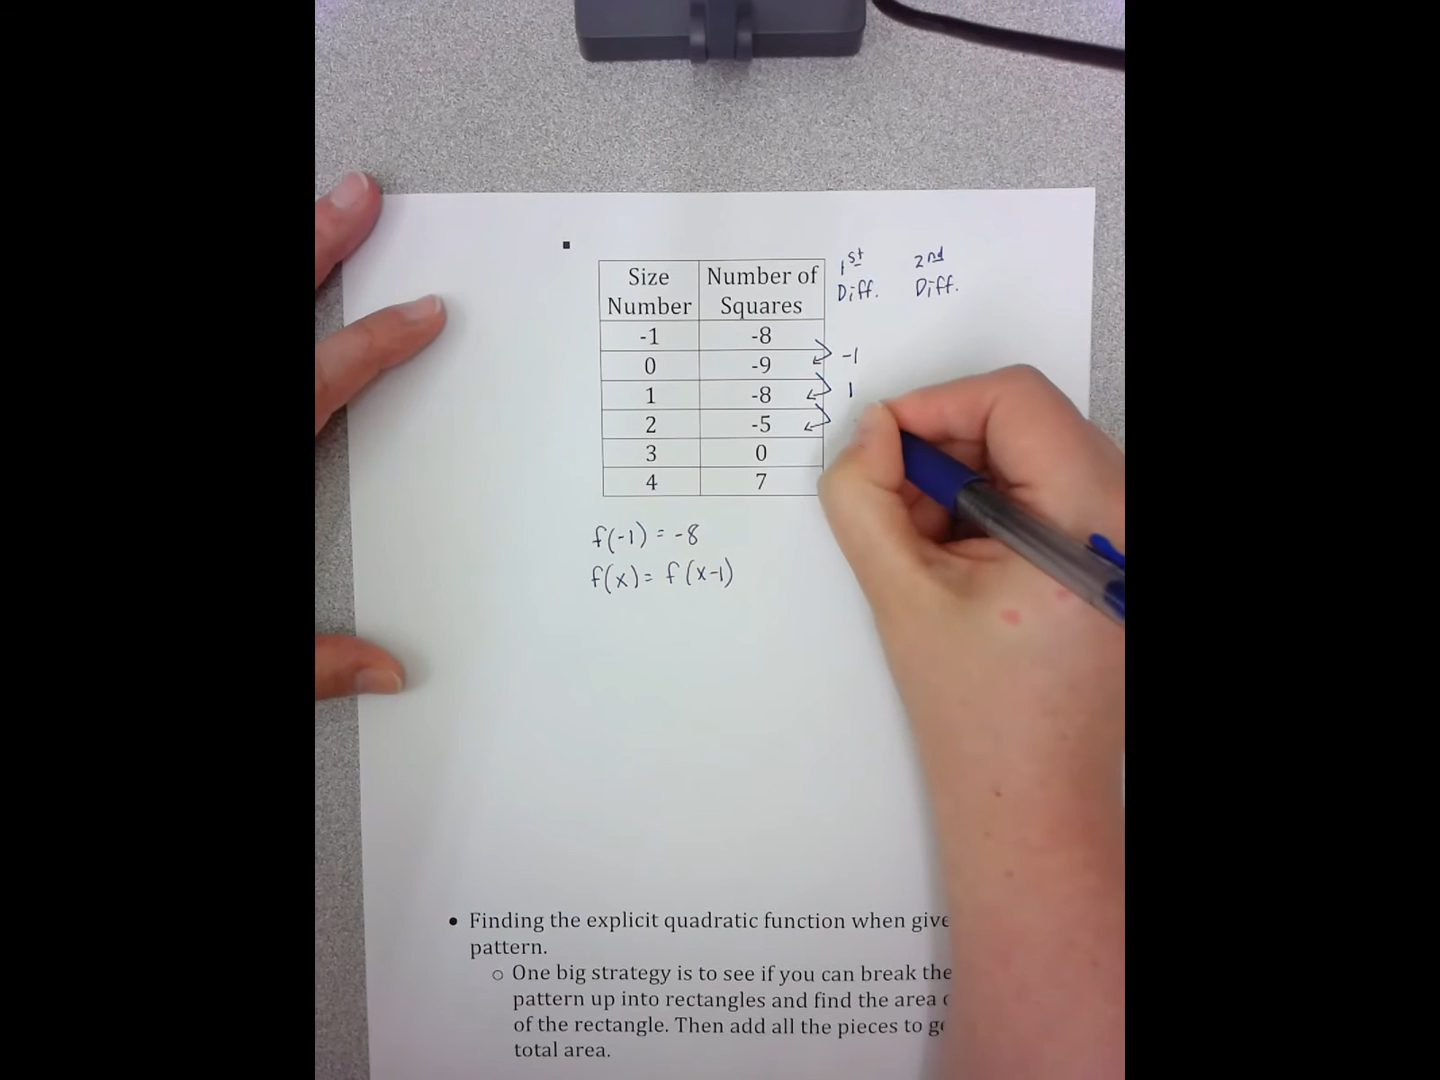 ▪
1st 2nd
Size Number of Diff. Diff.
Number Squares
-1 -8
-1
0 -9
1 -8 1
2 -5
3 0
4 7
f(-1) = -8
f(x) = f(x-1)
• Finding the explicit quadratic function when give
pattern.
o One big strategy is to see if you can break the
pattern up into rectangles and find the area
of the rectangle. Then add all the pieces to
total area.